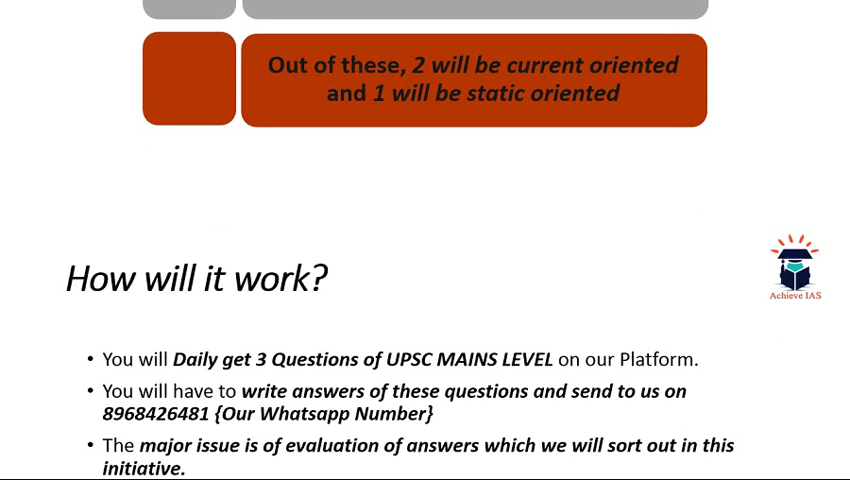 Out of these, 2 will be current oriented
and 1 will be static oriented
How will it work?
Achieve IAS
• You will Daily get 3 Questions of UPSC MAINS LEVEL on our Platform.
• You will have to write answers of these questions and send to us on
8968426481 {Our Whatsapp Number}
• The major issue is of evaluation of answers which we will sort out in this
initiative.